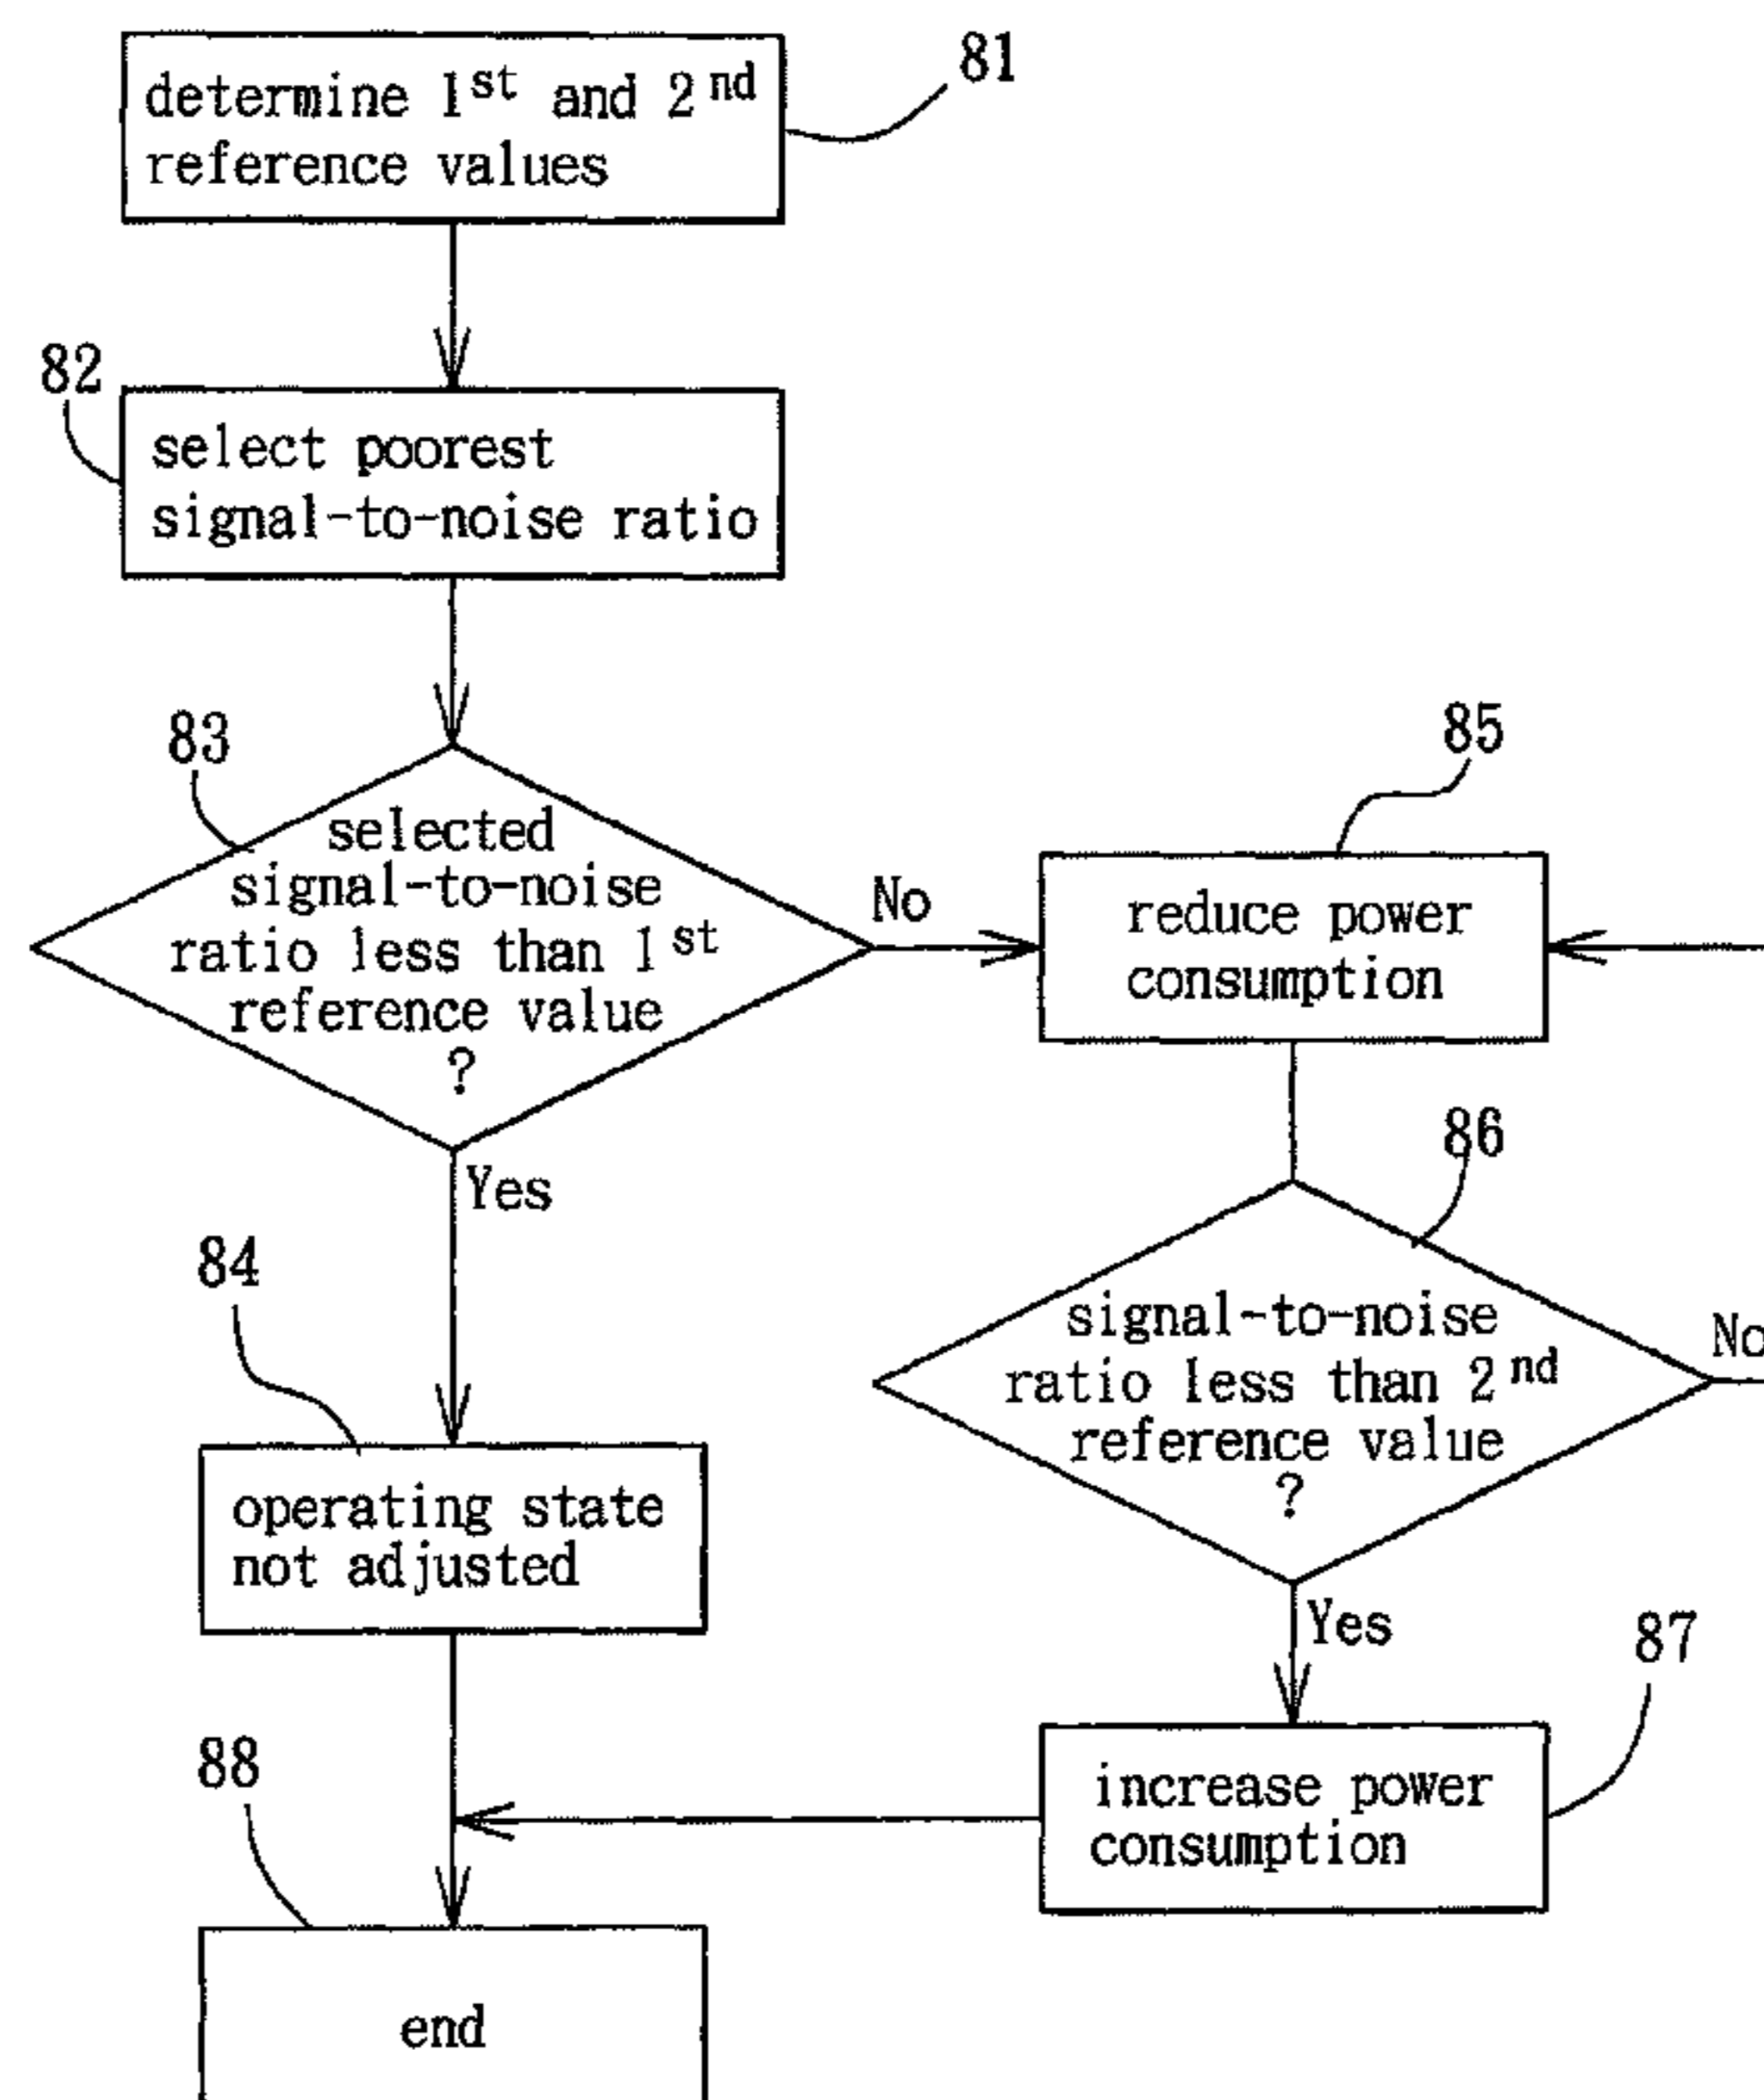 81
determine 1st and 2nd
reference values
82
select poorest
signal-to-noise ratio
83
selected
signal-to-noise
ratio less than 1st
reference value
?
No
Yes
85
reduce power
consumption
86
signal-to-noise
ratio less than 2nd
reference value
?
No
Yes
84
operating state
not adjusted
87
increase power
consumption
88
end